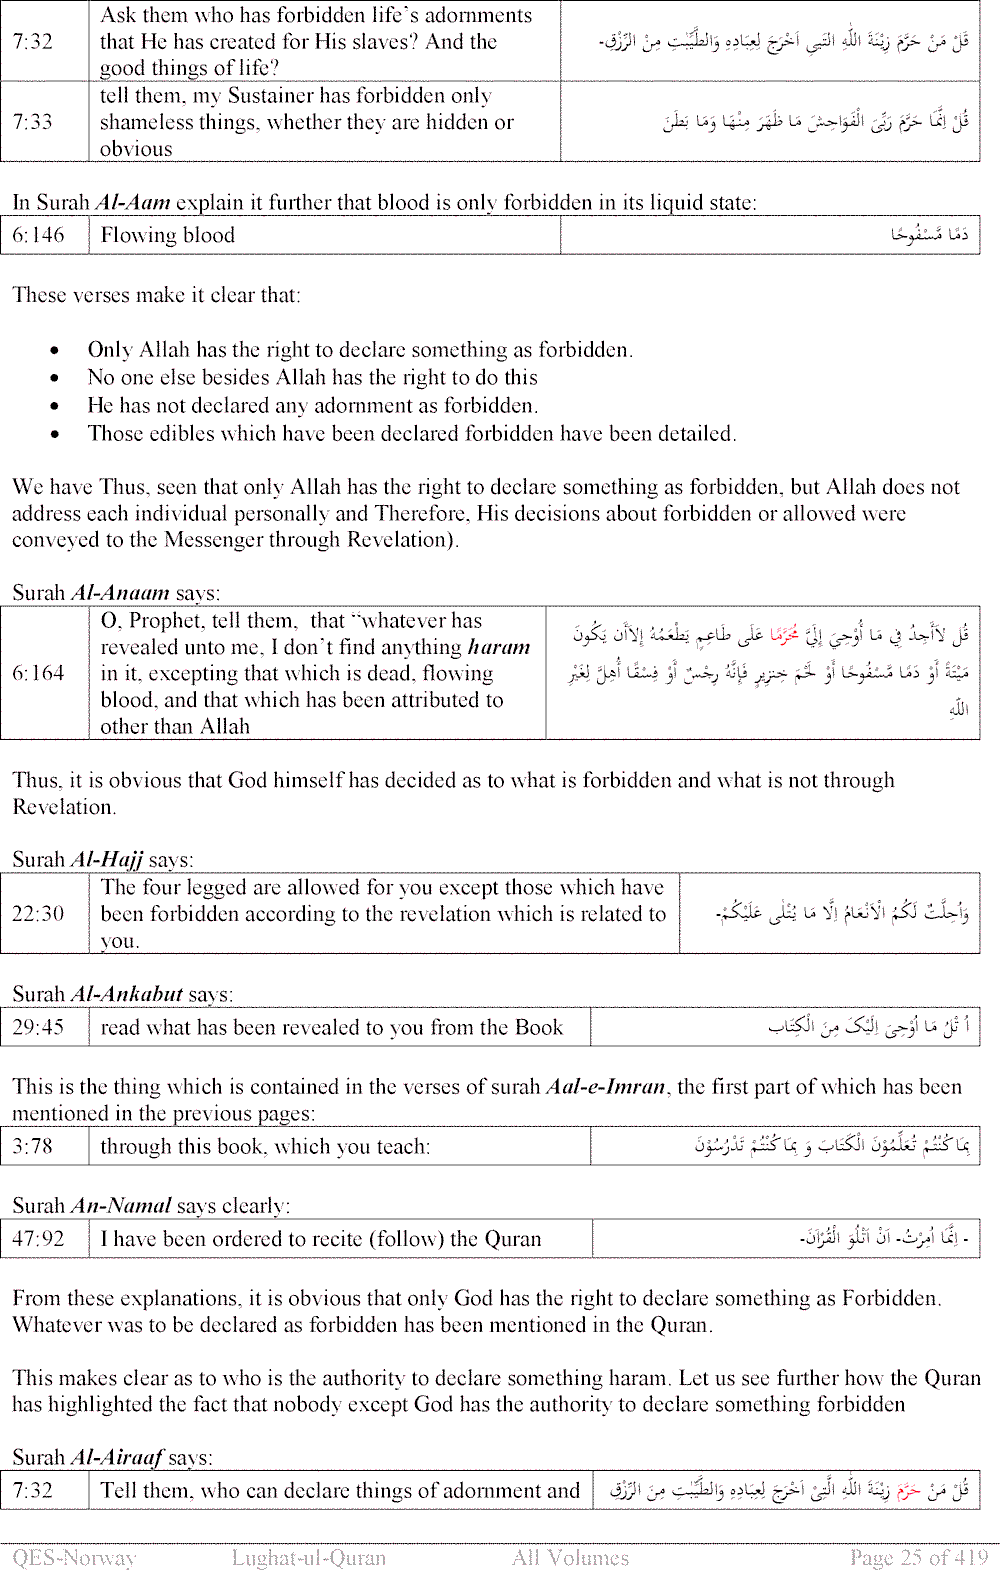 7:32 Ask them who has forbidden life's adornments that He has created for His slaves? And the good things of life? قُلْ مَنْ حَرَّمَ زِيْنَةَ اللّٰهِ الَّتِىِ اَخْرَجَ لِعِبَادِهٖ وَالطَّيِّبٰتِ مِنْ الرِّزْقِ-
7:33 tell them, my Sustainer has forbidden only shameless things, whether they are hidden or obvious قُلْ اِنَّمَا حَرَّمَ رَبِّىَ الْفَوَاحِشَ مَا ظَهَرَ مِنْهَا وَمَا بَطَنَ
In Surah Al-Aam explain it further that blood is only forbidden in its liquid state:
6:146 Flowing blood دَمًا مَّسْفُوحًا
These verses make it clear that:
• Only Allah has the right to declare something as forbidden.
• No one else besides Allah has the right to do this
• He has not declared any adornment as forbidden.
• Those edibles which have been declared forbidden have been detailed.
We have Thus, seen that only Allah has the right to declare something as forbidden, but Allah does not
address each individual personally and Therefore, His decisions about forbidden or allowed were
conveyed to the Messenger through Revelation).
Surah Al-Anaam says:
6:164 O, Prophet, tell them, that “whatever has revealed unto me, I don't find anything haram in it, excepting that which is dead, flowing blood, and that which has been attributed to other than Allah
قُل لاَأَجِدُ فِي مَا أُوْحِيَ إِلَيَّ مُحَرَّمًا عَلَى طَاعِمٍ يَطْعَمُهُ إِلاَّأَن يَكُونَ
مَيْتَةً أَوْ دَمًا مَّسْفُوحًا أَوْ لَحْمَ خِنزِيرٍ فَإِنَّهُ رِجْسٌ أَوْ فِسْقًا أُهِلَّ لِغَيْرِ
اللّهِ
Thus, it is obvious that God himself has decided as to what is forbidden and what is not through
Revelation.
Surah Al-Hajj says:
22:30 The four legged are allowed for you except those which have been forbidden according to the revelation which is related to you. وَاُحِلَّتْ لَكُمُ الْاَنْعَامُ اِلَّا مَا يُتْلٰى عَلَيْكُمْ-
Surah Al-Ankabut says:
29:45 read what has been revealed to you from the Book اُ تْلُ مَا اُوْحِىَ اِلَيْكَ مِنَ الْكِتَاب
This is the thing which is contained in the verses of surah Aal-e-Imran, the first part of which has been
mentioned in the previous pages:
3:78 through this book, which you teach: بِمَا كُنْتُمْ تُعَلِّمُوْنَ الْكَتَابَ وَ بِمَا كُنْتُمْ تَدْرُسُوْنَ
Surah An-Namal says clearly:
47:92 I have been ordered to recite (follow) the Quran - اِنَّمَا اُمِرْتُ- اَنْ اَتْلُوَ الْقُرْاَنَ-
From these explanations, it is obvious that only God has the right to declare something as Forbidden.
Whatever was to be declared as forbidden has been mentioned in the Quran.
This makes clear as to who is the authority to declare something haram. Let us see further how the Quran
has highlighted the fact that nobody except God has the authority to declare something forbidden
Surah Al-Airaaf says:
7:32 Tell them, who can declare things of adornment and قُلْ مَنْ حَرَّمَ زِيْنَةَ اللّٰهِ الَّتِىْ اَخْرَجَ لِعِبَادِهٖ وَالطَّيِّبٰتِ مِنَ الرِّزْقِ
QES-Norway Lughat-ul-Quran All Volumes Page 25 of 419